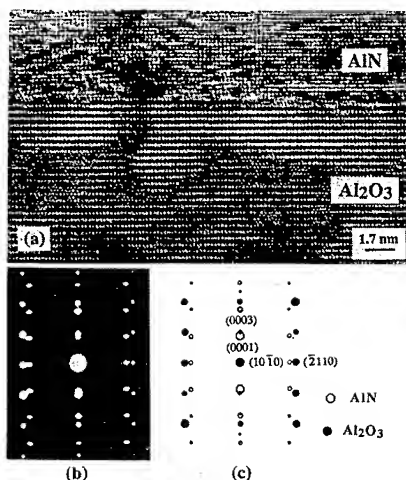 AlN
Al₂O₃
(a)
1.7 nm
(0003)
(0001)
(10 1̄0)
(2̄110)
AlN
Al₂O₃
(b)
(c)